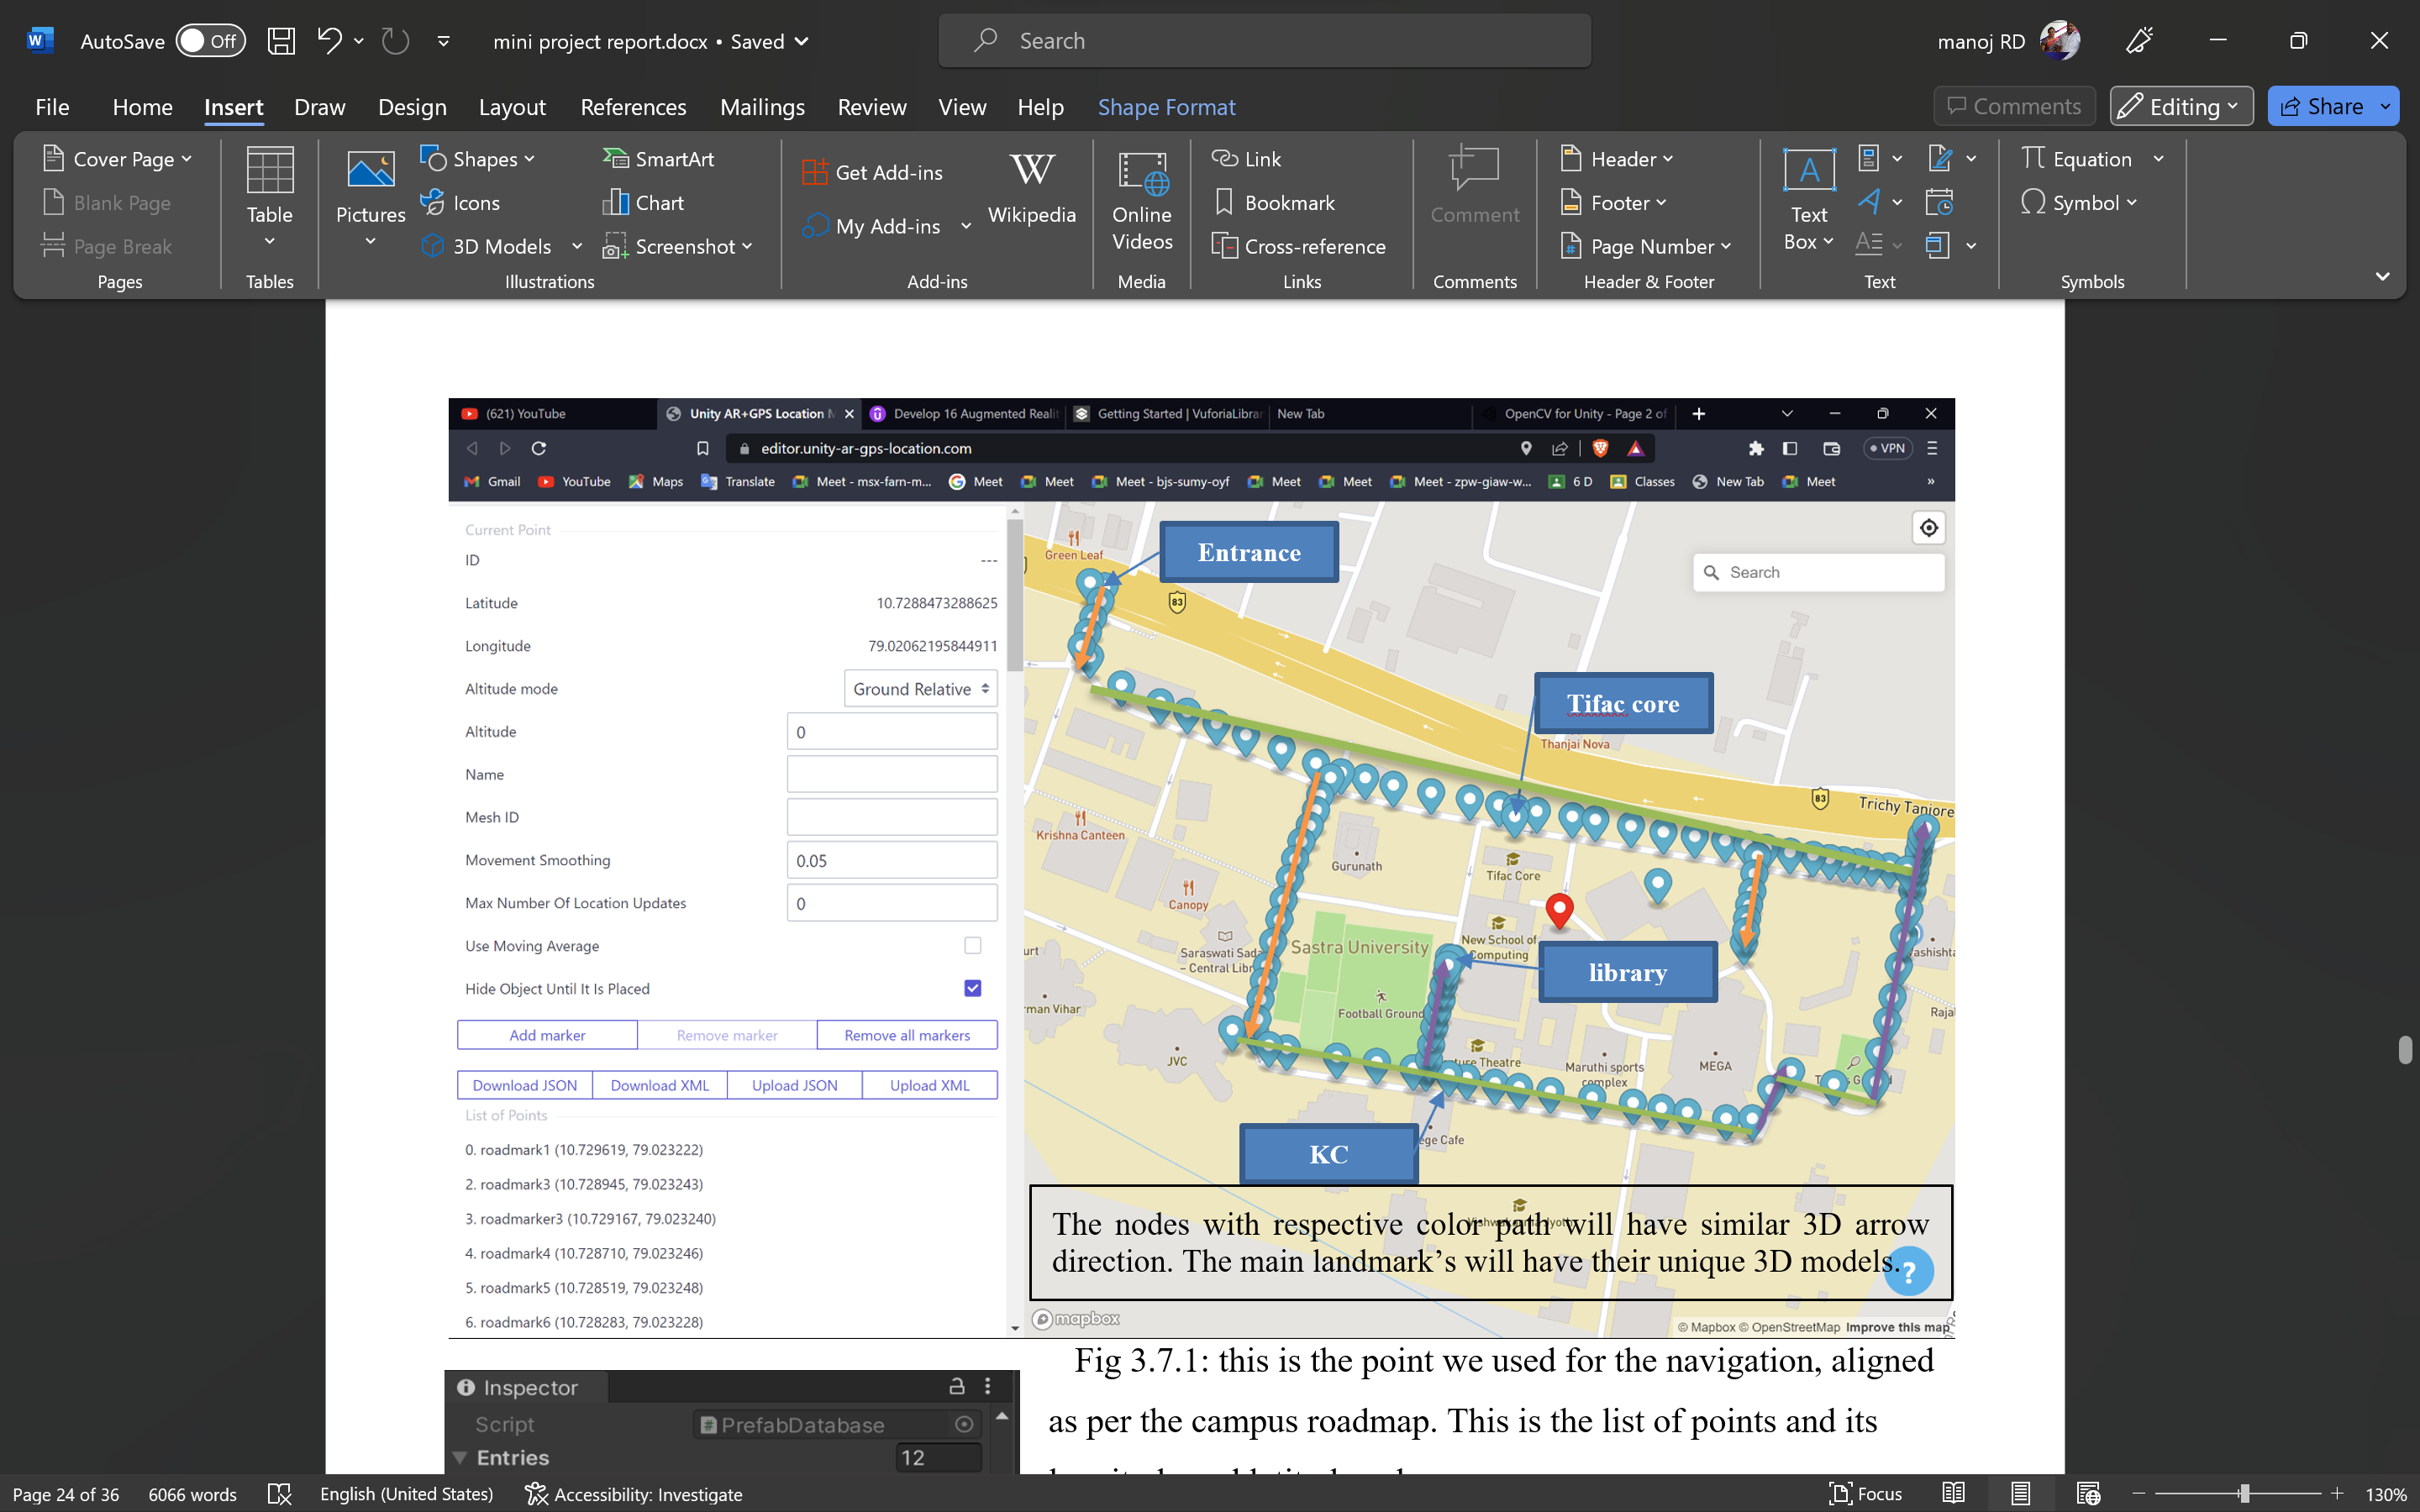 AutoSave Off mini project report.docx • Saved Search manoj RD
File Home Insert Draw Design Layout References Mailings Review View Help Shape Format Comments Editing Share
Cover Page
Blank Page
Page Break
Pages
Table
Tables
Pictures
Shapes
Icons
3D Models
SmartArt
Chart
Screenshot
Illustrations
Get Add-ins
My Add-ins
Wikipedia
Add-ins
Online
Videos
Media
Link
Bookmark
Cross-reference
Links
Comment
Comments
Header
Footer
Page Number
Header & Footer
Text
Box
Text
Equation
Symbol
Symbols
(621) YouTube Unity AR+GPS Location Develop 16 Augmented Realit Getting Started | VuforiaLibrar New Tab OpenCV for Unity - Page 2 of
editor.unity-ar-gps-location.com VPN
Gmail YouTube Maps Translate Meet - msx-farn-m... Meet Meet Meet - bjs-sumy-oyf Meet Meet Meet - zpw-giaw-w... 6 D Classes New Tab Meet »
Current Point
ID ---
Latitude 10.7288473288625
Longitude 79.02062195844911
Altitude mode Ground Relative
Altitude 0
Name
Mesh ID
Movement Smoothing 0.05
Max Number Of Location Updates 0
Use Moving Average
Hide Object Until It Is Placed
Add marker Remove marker Remove all markers
Download JSON Download XML Upload JSON Upload XML
List of Points
0. roadmark1 (10.729619, 79.023222)
2. roadmark3 (10.728945, 79.023243)
3. roadmarker3 (10.729167, 79.023240)
4. roadmark4 (10.728710, 79.023246)
5. roadmark5 (10.728519, 79.023248)
6. roadmark6 (10.728283, 79.023228)
Green Leaf
Entrance
83
Search
Tifac core
Thanjai Nova
83
Trichy Tanjore
Krishna Canteen
Gurunath
Tifac Core
Canopy
New School of
Computing
Sastra University
Saraswati Sada
– Central Libr
library
Football Ground
JVC
ure Theatre
Maruthi sports
complex
MEGA
Raja
KC
ege Cafe
The nodes with respective color path will have similar 3D arrow
direction. The main landmark’s will have their unique 3D models.
?
mapbox
© Mapbox © OpenStreetMap Improve this map
Fig 3.7.1: this is the point we used for the navigation, aligned
as per the campus roadmap. This is the list of points and its
Inspector
Script PrefabDatabase
Entries 12
Page 24 of 36 6066 words English (United States) Accessibility: Investigate Focus 130%